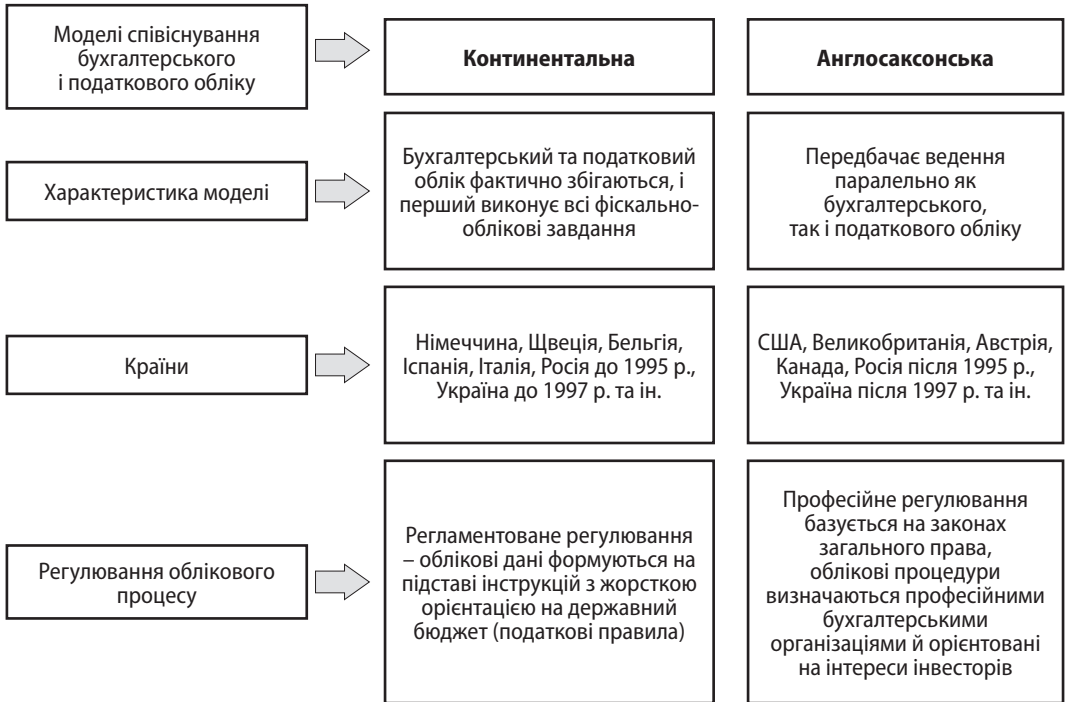 Моделі співіснування
бухгалтерського
і податкового обліку
Континентальна
Англосаксонська
Характеристика моделі
Бухгалтерський та податковий
облік фактично збігаються, і
перший виконує всі фіскально-
облікові завдання
Передбачає ведення
паралельно як
бухгалтерського,
так і податкового обліку
Країни
Німеччина, Щвеція, Бельгія,
Іспанія, Італія, Росія до 1995 р.,
Україна до 1997 р. та ін.
США, Великобританія, Австрія,
Канада, Росія після 1995 р.,
Україна після 1997 р. та ін.
Регулювання облікового
процесу
Регламентоване регулювання
– облікові дані формуються на
підставі інструкцій з жорсткою
орієнтацією на державний
бюджет (податкові правила)
Професійне регулювання
базується на законах
загального права,
облікові процедури
визначаються професійними
бухгалтерськими
організаціями й орієнтовані
на інтереси інвесторів